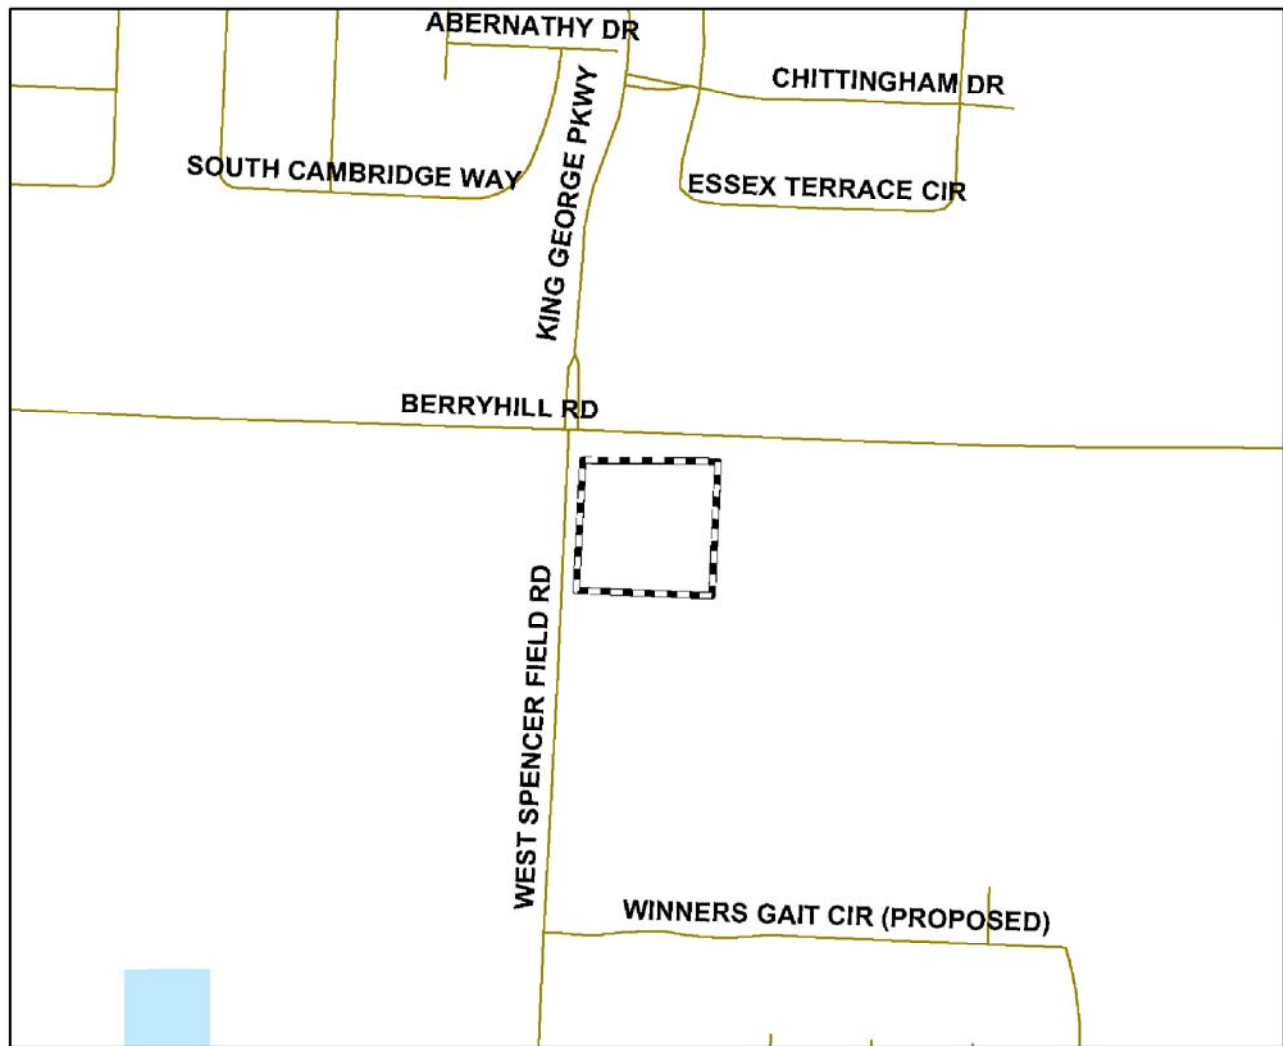 ABERNATHY DR
CHITTINGHAM DR
KING GEORGE PKWY
SOUTH CAMBRIDGE WAY
ESSEX TERRACE CIR
BERRYHILL RD
WEST SPENCER FIELD RD
WINNERS GAIT CIR (PROPOSED)